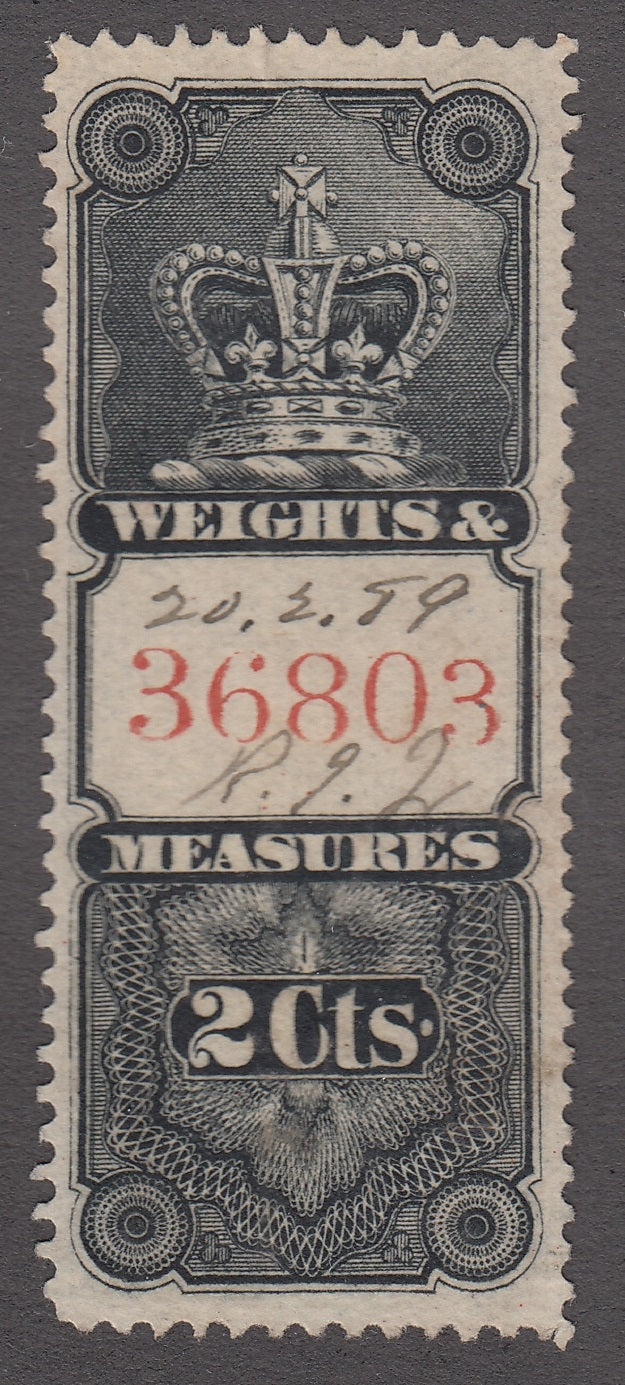 WEIGHTS &
20.2.89
36803
R.J.
MEASURES
2 Cts.